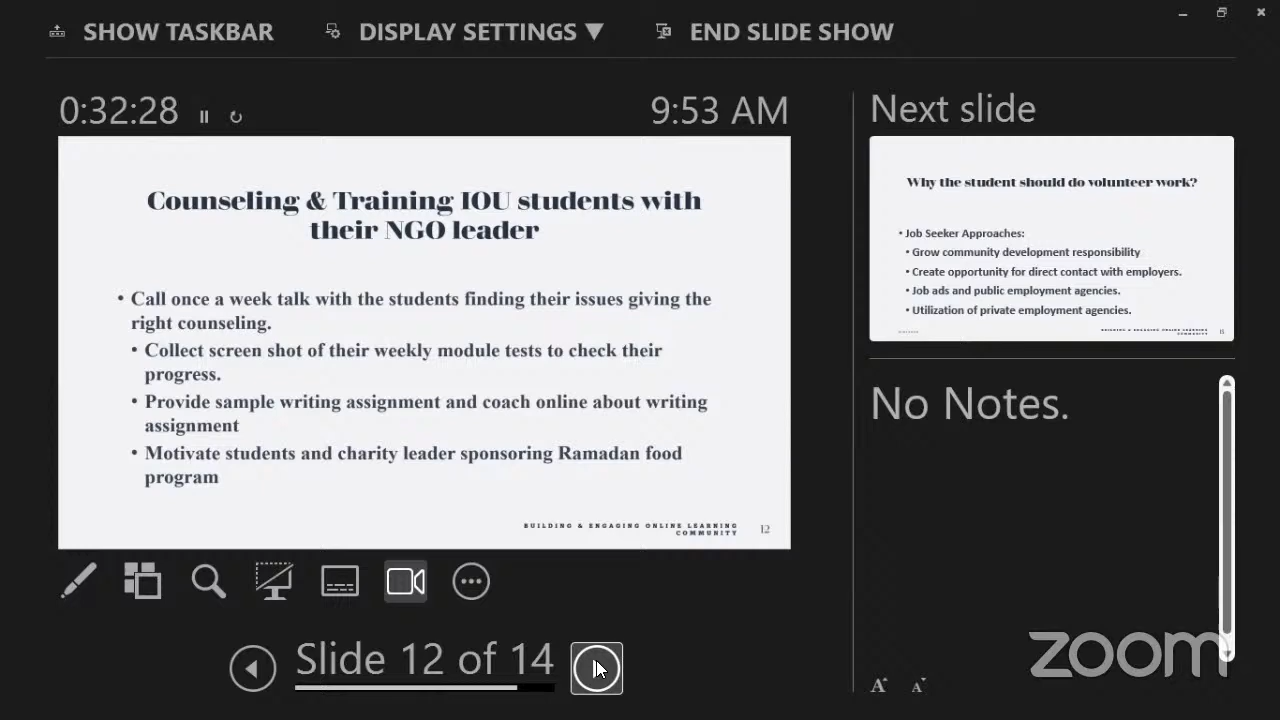 SHOW TASKBAR
DISPLAY SETTINGS ▼
END SLIDE SHOW
0:32:28
9:53 AM
Counseling & Training IOU students with
their NGO leader
• Call once a week talk with the students finding their issues giving the
right counseling.
• Collect screen shot of their weekly module tests to check their
progress.
• Provide sample writing assignment and coach online about writing
assignment
• Motivate students and charity leader sponsoring Ramadan food
program
BUILDING & ENGAGING ONLINE LEARNING
COMMUNITY
12
Slide 12 of 14
Next slide
Why the student should do volunteer work?
• Job Seeker Approaches:
• Grow community development responsibility
• Create opportunity for direct contact with employers.
• Job ads and public employment agencies.
• Utilization of private employment agencies.
BUILDING & ENGAGING ONLINE LEARNING
COMMUNITY
No Notes.
A A
zoom